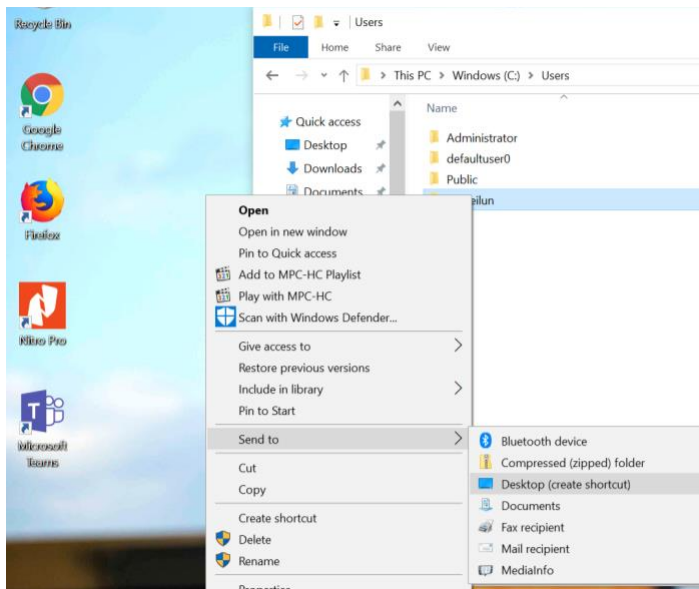 Recycle Bin
Google
Chrome
Firefox
Nitro Pro
Microsoft
Teams
Users
File Home Share View
This PC > Windows (C:) > Users
Quick access
Desktop
Downloads
Documents
Name
Administrator
defaultuser0
Public
eilun
Open
Open in new window
Pin to Quick access
Add to MPC-HC Playlist
Play with MPC-HC
Scan with Windows Defender...
Give access to
Restore previous versions
Include in library
Pin to Start
Send to
Cut
Copy
Create shortcut
Delete
Rename
Properties
Bluetooth device
Compressed (zipped) folder
Desktop (create shortcut)
Documents
Fax recipient
Mail recipient
MediaInfo